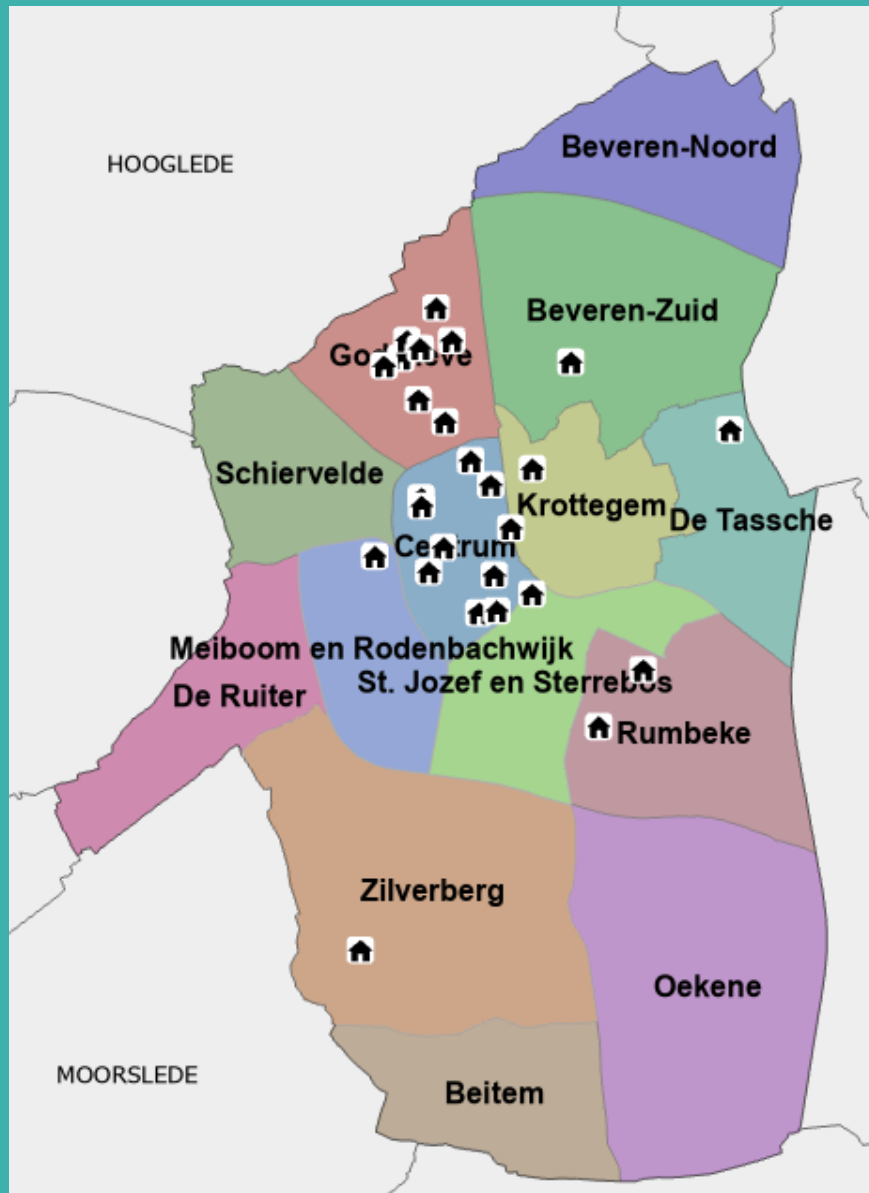 Beveren-Noord
HOOGLEDE
Beveren-Zuid
Schiervelde
Krottegem
De Tassche
Centrum
Meiboom en Rodenbachwijk
St. Jozef en Sterrebos
De Ruiter
Rumbeke
Zilverberg
Oekene
MOORSLEDE
Beitem